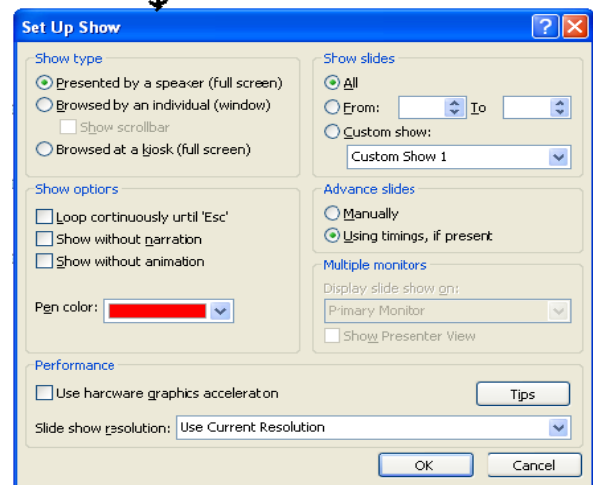 Set Up Show
Show type
Presented by a speaker (full screen)
Browsed by an individual (window)
Show scrollbar
Browsed at a kiosk (full screen)
Show slides
All
From: To
Custom show:
Custom Show 1
Show options
Loop continuously until 'Esc'
Show without narration
Show without animation
Pen color:
Advance slides
Manually
Using timings, if present
Multiple monitors
Display slide show on:
Primary Monitor
Show Presenter View
Performance
Use hardware graphics acceleration
Tips
Slide show resolution: Use Current Resolution
OK Cancel